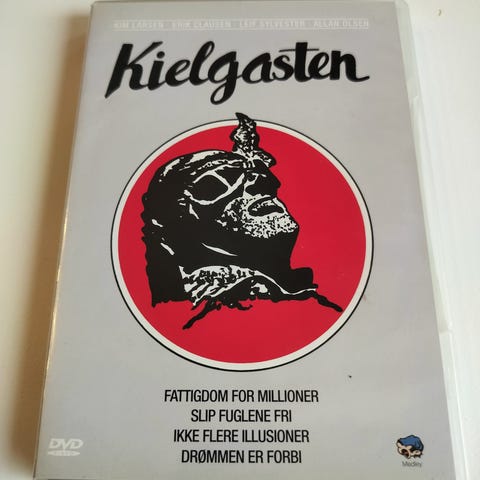 KIM LARSEN · ERIK CLAUSEN · LEIF SYLVESTER · ALLAN OLSEN
Kielgasten
FATTIGDOM FOR MILLIONER
SLIP FUGLENE FRI
IKKE FLERE ILLUSIONER
DRØMMEN ER FORBI
DVD
VIDEO
Medley